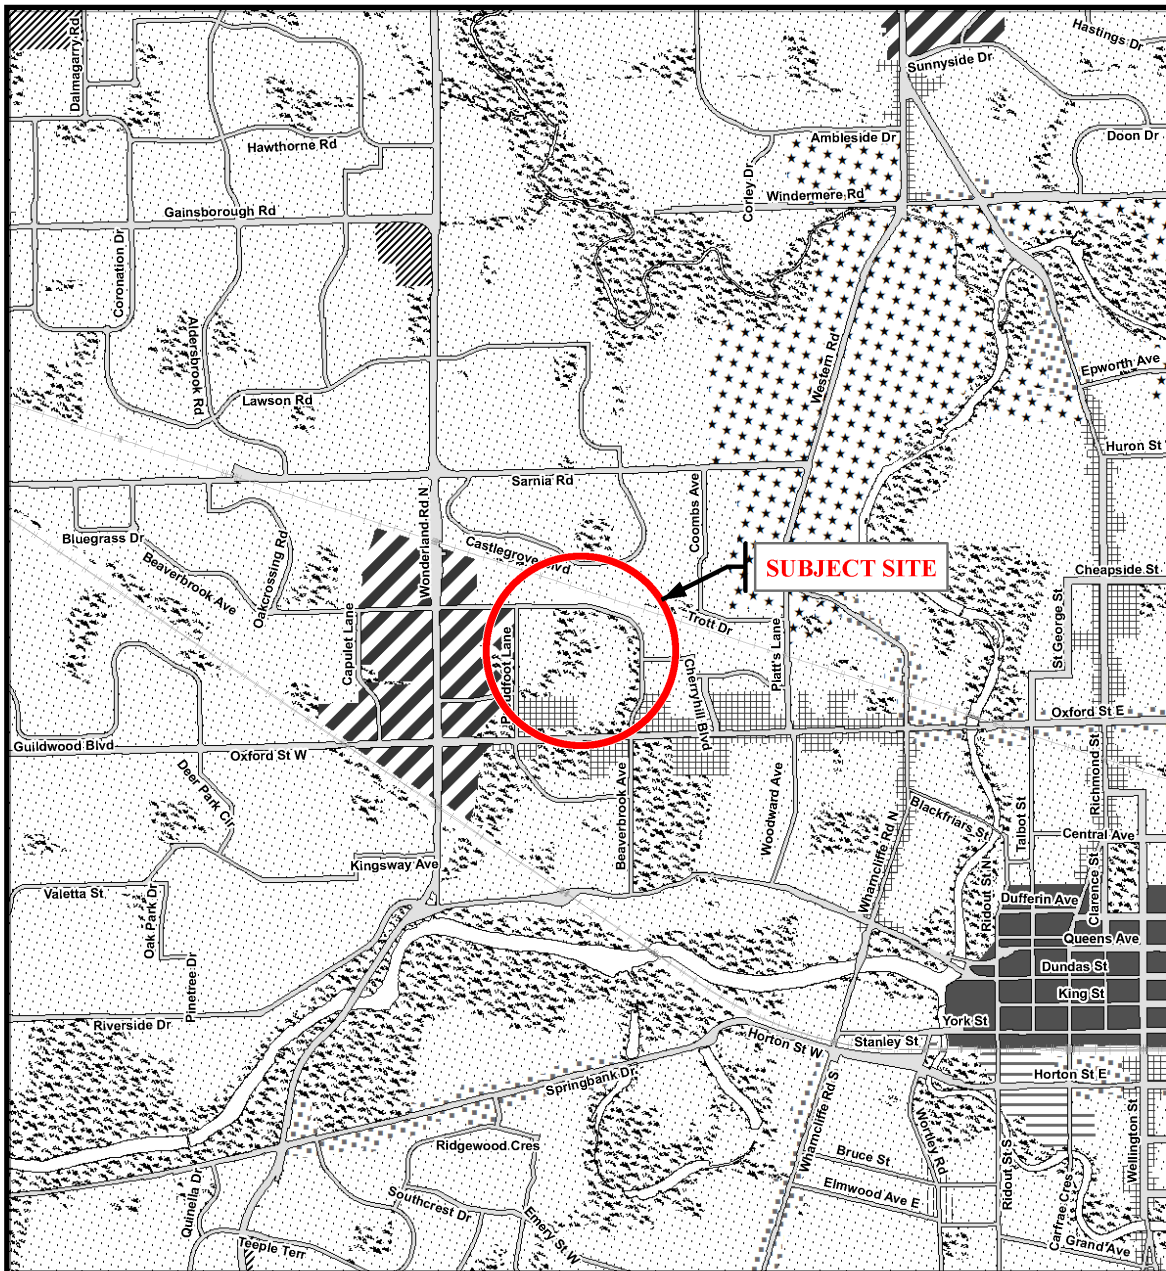 Dalmagarry Rd
Hastings Dr
Sunnyside Dr
Hawthorne Rd
Ambleside Dr
Doon Dr
Corley Dr
Windermere Rd
Gainsborough Rd
Coronation Dr
Aldersbrook Rd
Western Rd
Epworth Ave
Lawson Rd
Huron St
Sarnia Rd
Wonderland Rd N
Coombs Ave
Bluegrass Dr
Castlegrove Blvd
Beaverbrook Ave
Oakcrossing Rd
SUBJECT SITE
Cheapside St
St George St
Capulet Lane
Proudfoot Lane
Trott Dr
Platt's Lane
Cherryhill Blvd
Oxford St E
Guildwood Blvd
Oxford St W
Richmond St
Deer Park Cir
Beaverbrook Ave
Woodward Ave
Blackfriars St
Talbot St
Central Ave
Kingsway Ave
Wharncliffe Rd N
Clarence St
Valetta St
Oak Park Dr
Ridout St N
Dufferin Ave
Queens Ave
Pinetree Dr
Dundas St
King St
Riverside Dr
York St
Horton St W
Stanley St
Springbank Dr
Horton St E
Wharncliffe Rd S
Wortley Rd
Wellington St
Ridgewood Cres
Bruce St
Quinella Dr
Southcrest Dr
Elmwood Ave E
Ridout St S
Carfrae Cres
Emery St W
Teeple Terr
Grand Ave